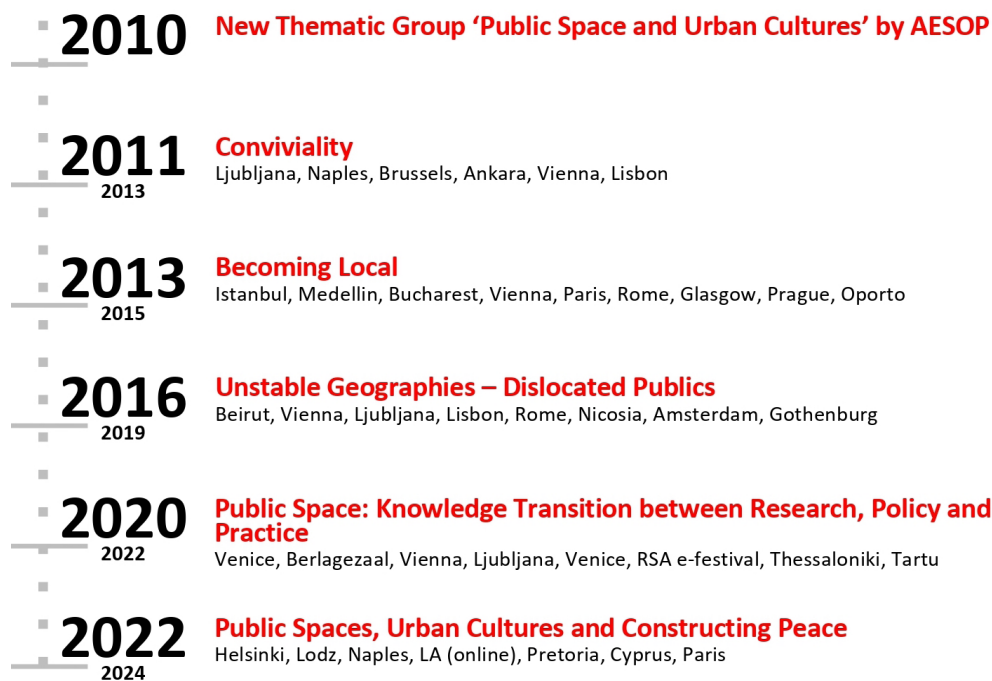 2010
New Thematic Group ‘Public Space and Urban Cultures’ by AESOP
2011
2013
Conviviality
Ljubljana, Naples, Brussels, Ankara, Vienna, Lisbon
2013
2015
Becoming Local
Istanbul, Medellin, Bucharest, Vienna, Paris, Rome, Glasgow, Prague, Oporto
2016
2019
Unstable Geographies – Dislocated Publics
Beirut, Vienna, Ljubljana, Lisbon, Rome, Nicosia, Amsterdam, Gothenburg
2020
2022
Public Space: Knowledge Transition between Research, Policy and
Practice
Venice, Berlagezaal, Vienna, Ljubljana, Venice, RSA e-festival, Thessaloniki, Tartu
2022
2024
Public Spaces, Urban Cultures and Constructing Peace
Helsinki, Lodz, Naples, LA (online), Pretoria, Cyprus, Paris